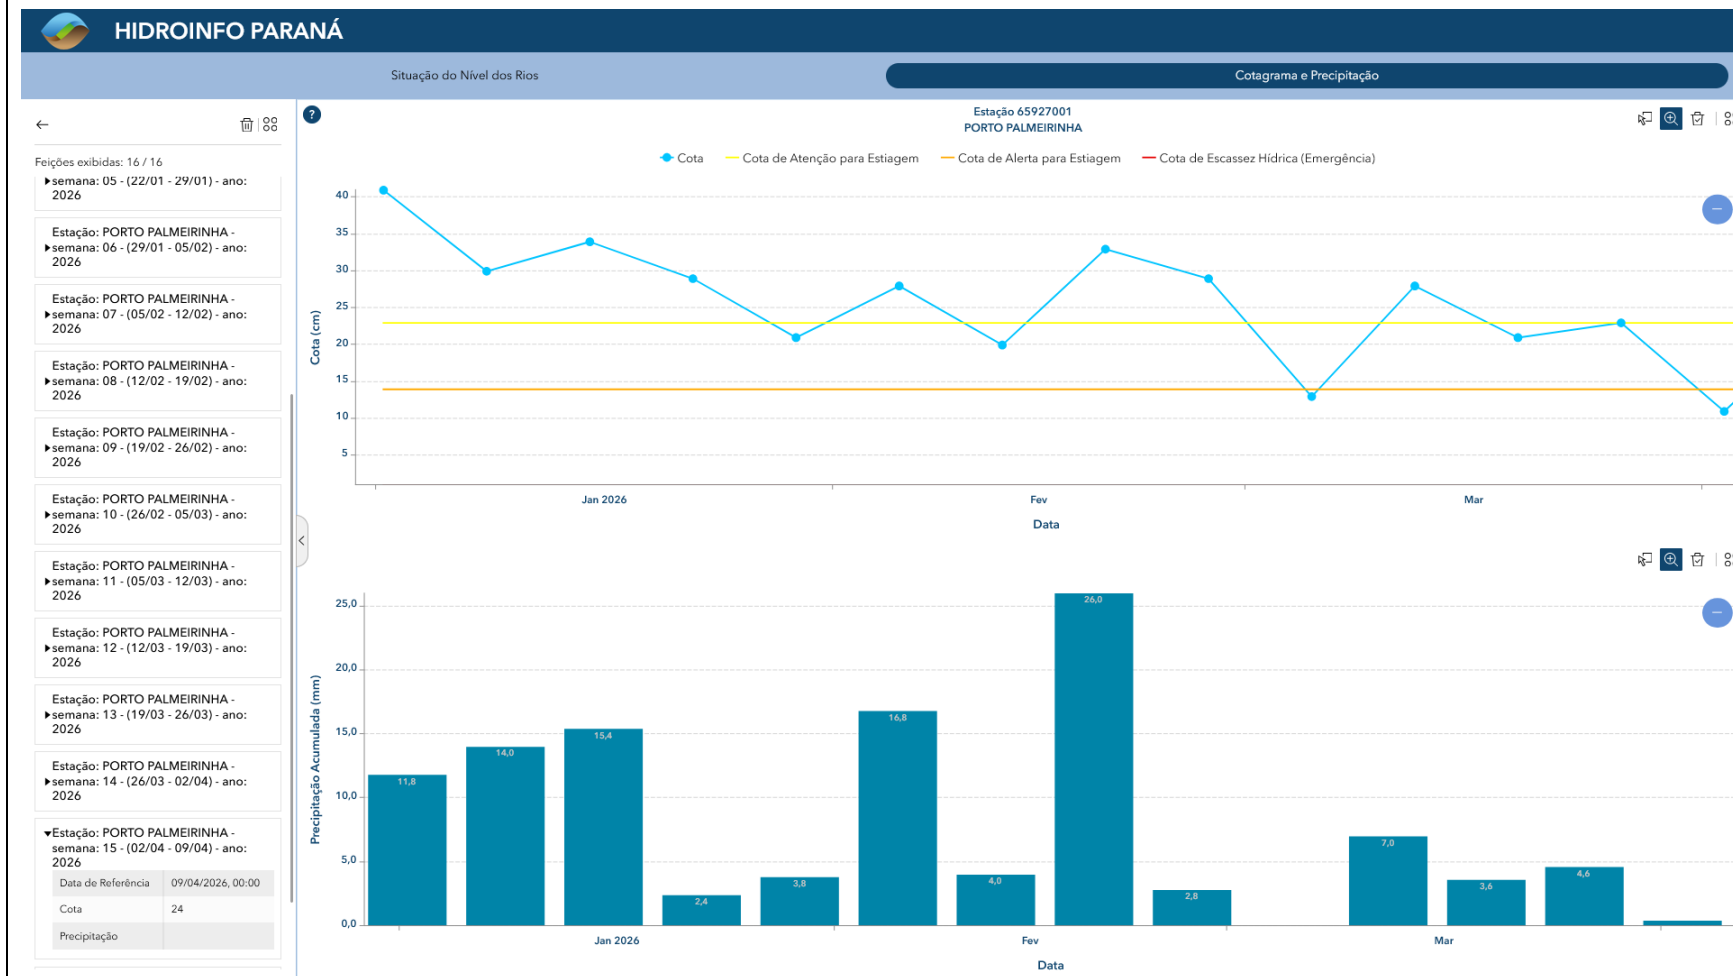 HIDROINFO PARANÁ
Situação do Nível dos Rios
Cotagrama e Precipitação
Feições exibidas: 16 / 16
semana: 05 - (22/01 - 29/01) - ano:
2026
Estação: PORTO PALMEIRINHA -
semana: 06 - (29/01 - 05/02) - ano:
2026
Estação: PORTO PALMEIRINHA -
semana: 07 - (05/02 - 12/02) - ano:
2026
Estação: PORTO PALMEIRINHA -
semana: 08 - (12/02 - 19/02) - ano:
2026
Estação: PORTO PALMEIRINHA -
semana: 09 - (19/02 - 26/02) - ano:
2026
Estação: PORTO PALMEIRINHA -
semana: 10 - (26/02 - 05/03) - ano:
2026
Estação: PORTO PALMEIRINHA -
semana: 11 - (05/03 - 12/03) - ano:
2026
Estação: PORTO PALMEIRINHA -
semana: 12 - (12/03 - 19/03) - ano:
2026
Estação: PORTO PALMEIRINHA -
semana: 13 - (19/03 - 26/03) - ano:
2026
Estação: PORTO PALMEIRINHA -
semana: 14 - (26/03 - 02/04) - ano:
2026
Estação: PORTO PALMEIRINHA -
semana: 15 - (02/04 - 09/04) - ano:
2026
Data de Referência 09/04/2026, 00:00
Cota 24
Precipitação
?
Estação 65927001
PORTO PALMEIRINHA
Cota Cota de Atenção para Estiagem Cota de Alerta para Estiagem Cota de Escassez Hídrica (Emergência)
Cota (cm)
40
35
30
25
20
15
10
5
Jan 2026 Fev Mar
Data
Precipitação Acumulada (mm)
25,0
20,0
15,0
10,0
5,0
0,0
11,8
14,0
15,4
2,4
3,8
16,8
4,0
26,0
2,8
7,0
3,6
4,6
Jan 2026 Fev Mar
Data